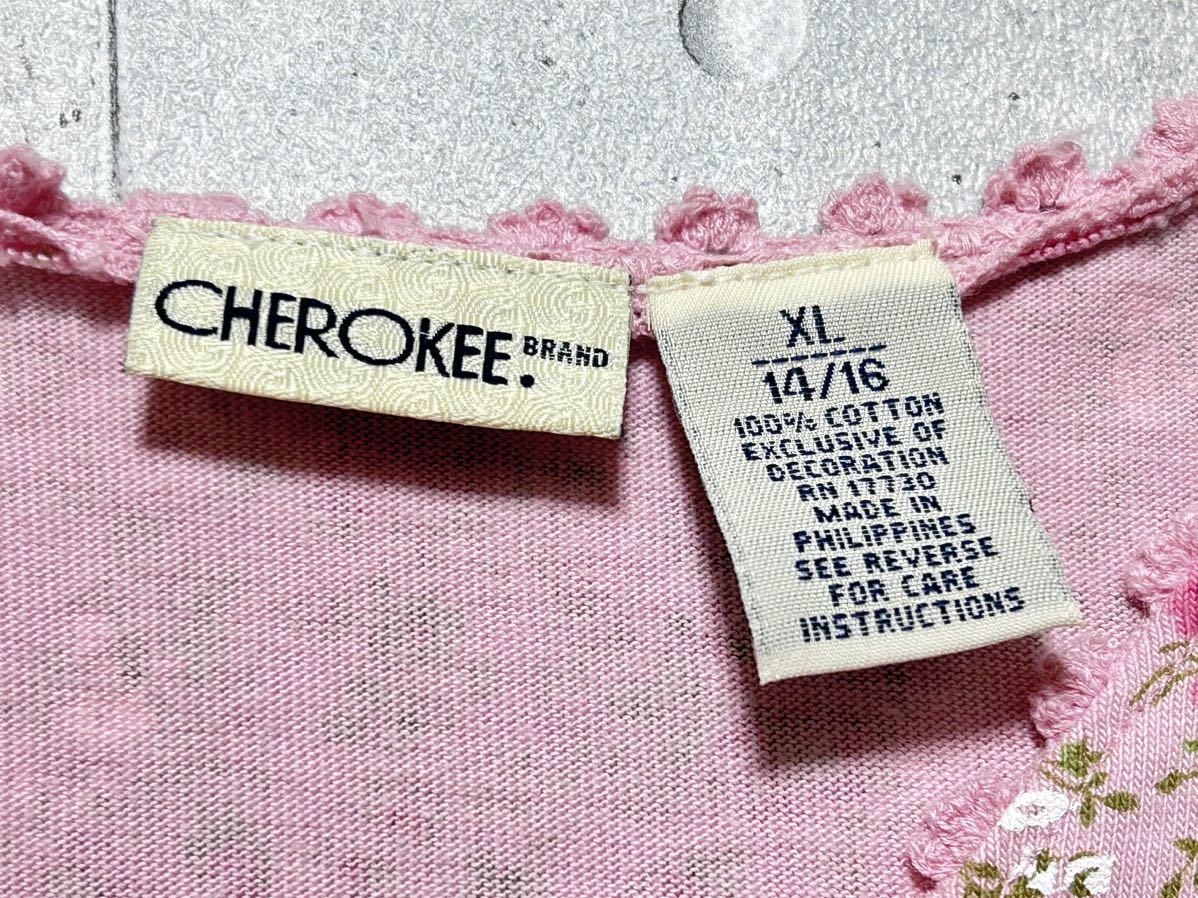 CHEROKEE. BRAND
XL
14/16
100% COTTON
EXCLUSIVE OF
DECORATION
RN 17730
MADE IN
PHILIPPINES
SEE REVERSE
FOR CARE
INSTRUCTIONS